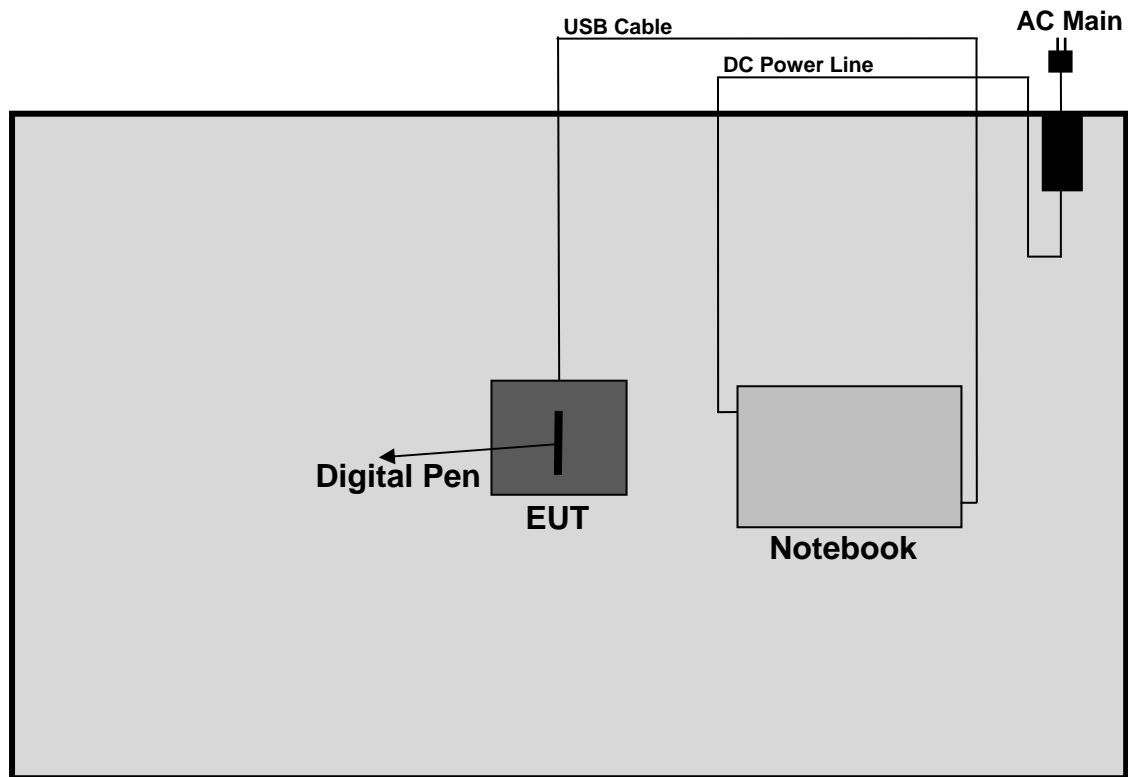 AC Main
USB Cable
DC Power Line
Digital Pen
EUT
Notebook